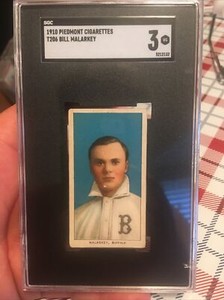 SGC
1910 PIEDMONT CIGARETTES
T206 BILL MALARKEY
3
B
MALARKEY, BUFFALO